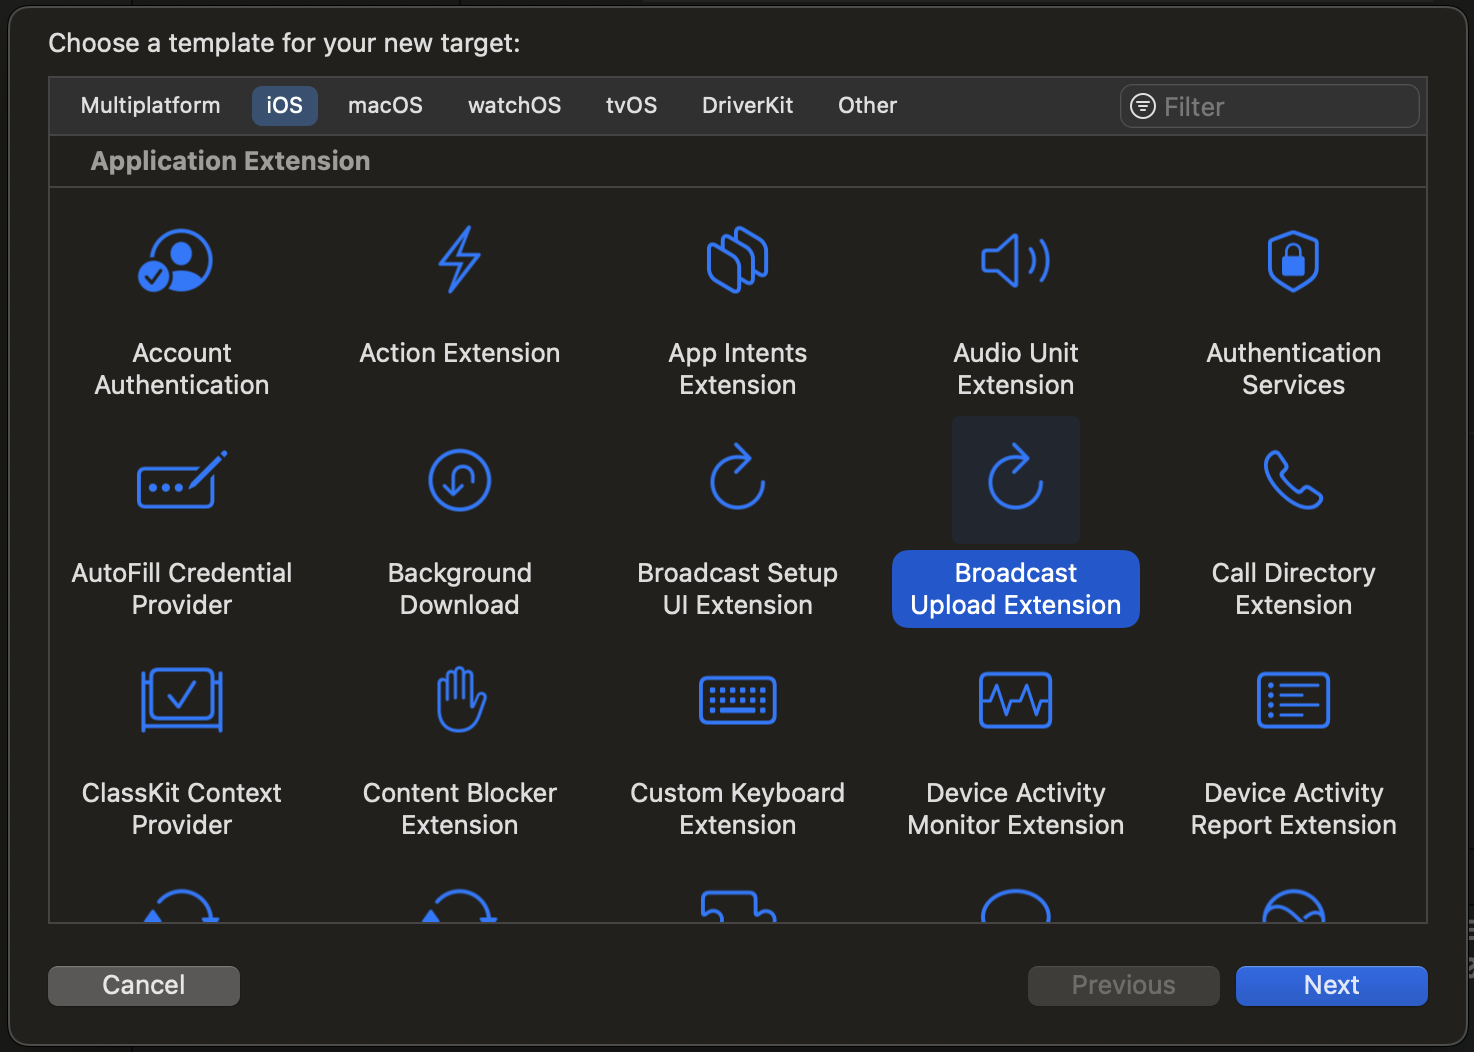 Choose a template for your new target:
Multiplatform iOS macOS watchOS tvOS DriverKit Other Filter
Application Extension
Account
Authentication
Action Extension
App Intents
Extension
Audio Unit
Extension
Authentication
Services
AutoFill Credential
Provider
Background
Download
Broadcast Setup
UI Extension
Broadcast
Upload Extension
Call Directory
Extension
ClassKit Context
Provider
Content Blocker
Extension
Custom Keyboard
Extension
Device Activity
Monitor Extension
Device Activity
Report Extension
Cancel Previous Next